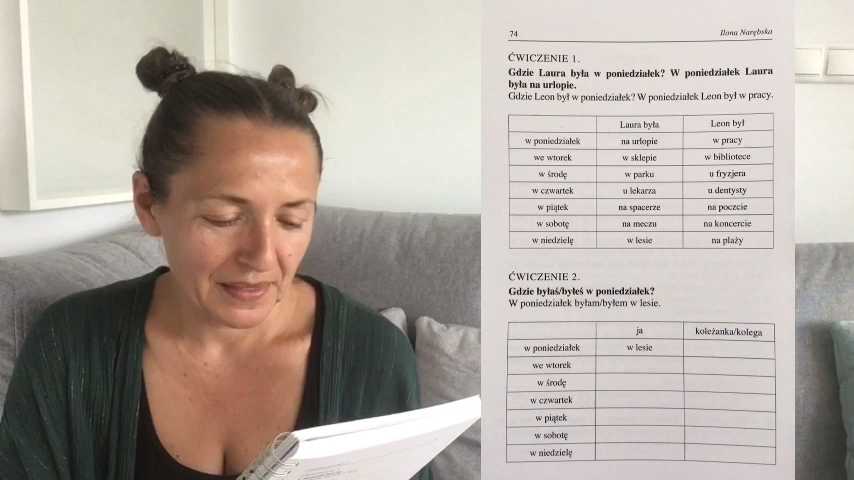 74 Ilona Narębska
ĆWICZENIE 1.
Gdzie Laura była w poniedziałek? W poniedziałek Laura
była na urlopie.
Gdzie Leon był w poniedziałek? W poniedziałek Leon był w pracy.
Laura była Leon był
w poniedziałek na urlopie w pracy
we wtorek w sklepie w bibliotece
w środę w parku u fryzjera
w czwartek u lekarza u dentysty
w piątek na spacerze na poczcie
w sobotę na meczu na koncercie
w niedzielę w lesie na plaży
ĆWICZENIE 2.
Gdzie byłaś/byłeś w poniedziałek?
W poniedziałek byłam/byłem w lesie.
ja koleżanka/kolega
w poniedziałek w lesie
we wtorek
w środę
w czwartek
w piątek
w sobotę
w niedzielę